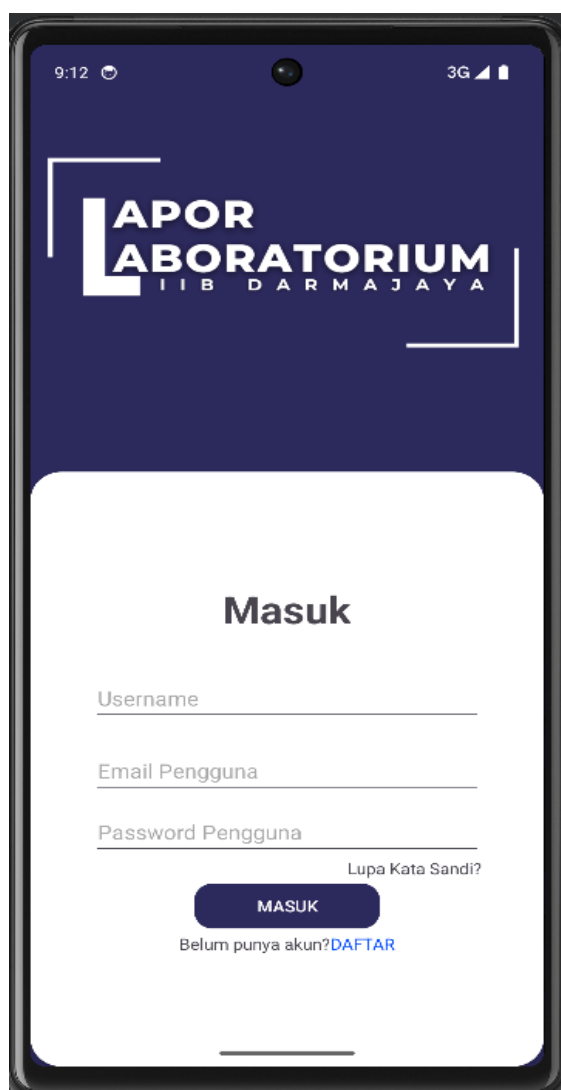 9:12 3G
LAPOR
LABORATORIUM
IIB DARMAJAYA
Masuk
Username
Email Pengguna
Password Pengguna
Lupa Kata Sandi?
MASUK
Belum punya akun?DAFTAR